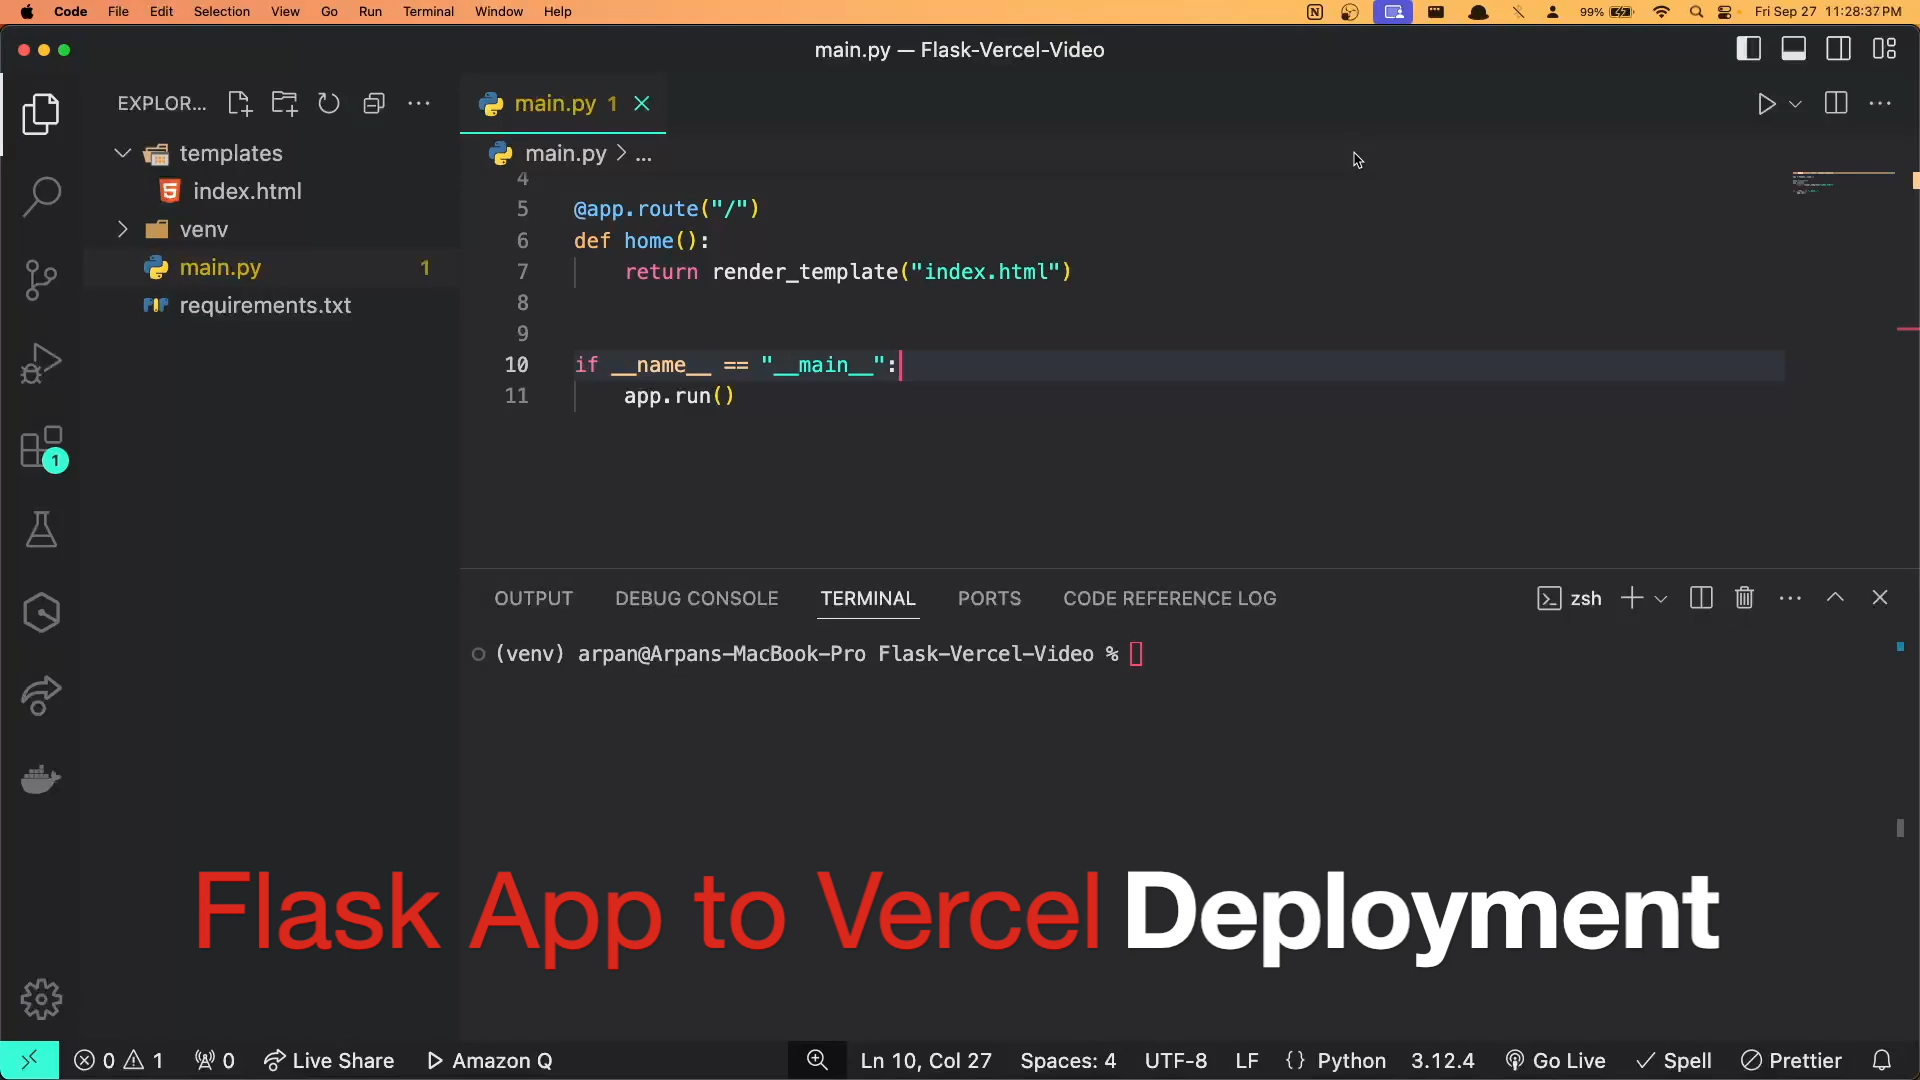 Code File Edit Selection View Go Run Terminal Window Help 99% Fri Sep 27 11:28:37 PM
main.py — Flask-Vercel-Video
EXPLOR...
templates
index.html
venv
main.py 1
requirements.txt
1
main.py 1
main.py > ...
4
5 @app.route("/")
6 def home():
7 return render_template("index.html")
8
9
10 if __name__ == "__main__":
11 app.run()
OUTPUT DEBUG CONSOLE TERMINAL PORTS CODE REFERENCE LOG zsh
(venv) arpan@Arpans-MacBook-Pro Flask-Vercel-Video %
Flask App to Vercel Deployment
0 1 0 Live Share Amazon Q Ln 10, Col 27 Spaces: 4 UTF-8 LF {} Python 3.12.4 Go Live Spell Prettier